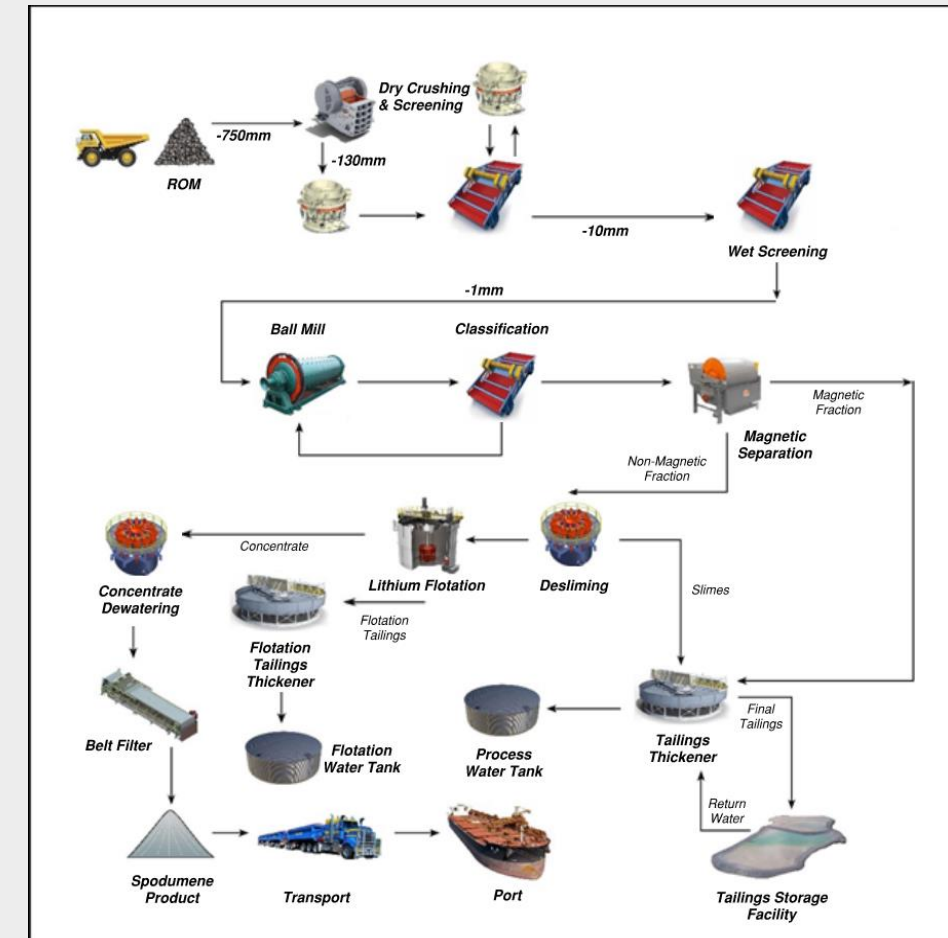 Dry Crushing
& Screening
-750mm
-130mm
ROM
-10mm
Wet Screening
-1mm
Ball Mill
Classification
Magnetic
Fraction
Magnetic
Separation
Non-Magnetic
Fraction
Concentrate
Lithium Flotation
Desliming
Concentrate
Dewatering
Slimes
Flotation
Tailings
Flotation
Tailings
Thickener
Final
Tailings
Belt Filter
Flotation
Water Tank
Process
Water Tank
Tailings
Thickener
Return
Water
Spodumene
Product
Transport
Port
Tailings Storage
Facility